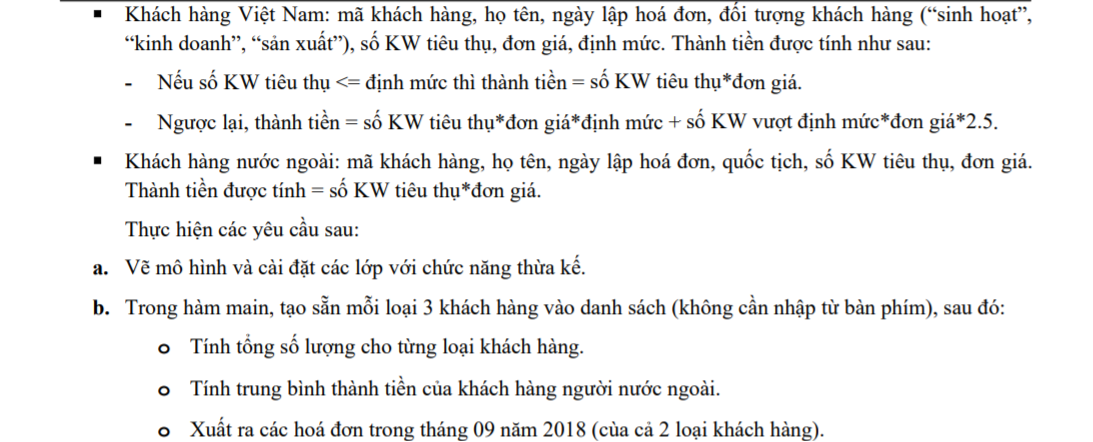 ▪ Khách hàng Việt Nam: mã khách hàng, họ tên, ngày lập hoá đơn, đối tượng khách hàng (“sinh hoạt”,
“kinh doanh”, “sản xuất”), số KW tiêu thụ, đơn giá, định mức. Thành tiền được tính như sau:
- Nếu số KW tiêu thụ <= định mức thì thành tiền = số KW tiêu thụ*đơn giá.
- Ngược lại, thành tiền = số KW tiêu thụ*đơn giá*định mức + số KW vượt định mức*đơn giá*2.5.
▪ Khách hàng nước ngoài: mã khách hàng, họ tên, ngày lập hoá đơn, quốc tịch, số KW tiêu thụ, đơn giá.
Thành tiền được tính = số KW tiêu thụ*đơn giá.
Thực hiện các yêu cầu sau:
a. Vẽ mô hình và cài đặt các lớp với chức năng thừa kế.
b. Trong hàm main, tạo sẵn mỗi loại 3 khách hàng vào danh sách (không cần nhập từ bàn phím), sau đó:
o Tính tổng số lượng cho từng loại khách hàng.
o Tính trung bình thành tiền của khách hàng người nước ngoài.
o Xuất ra các hoá đơn trong tháng 09 năm 2018 (cùa cả 2 loại khách hàng).